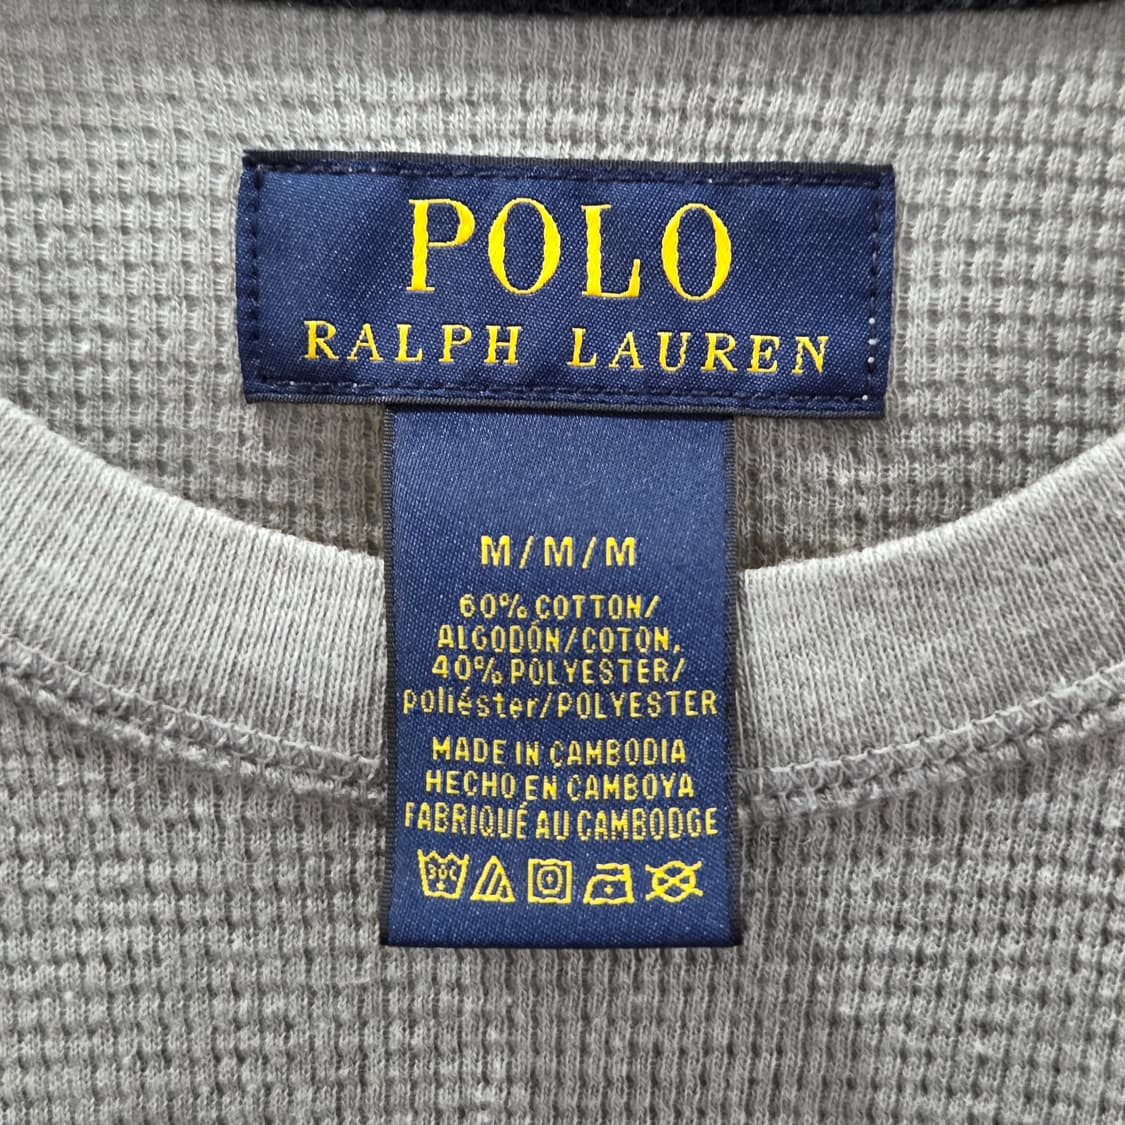 POLO
RALPH LAUREN
M/M/M
60% COTTON/
ALGODÓN/COTON,
40% POLYESTER/
poliéster/POLYESTER
MADE IN CAMBODIA
HECHO EN CAMBOYA
FABRIQUÉ AU CAMBODGE
30C